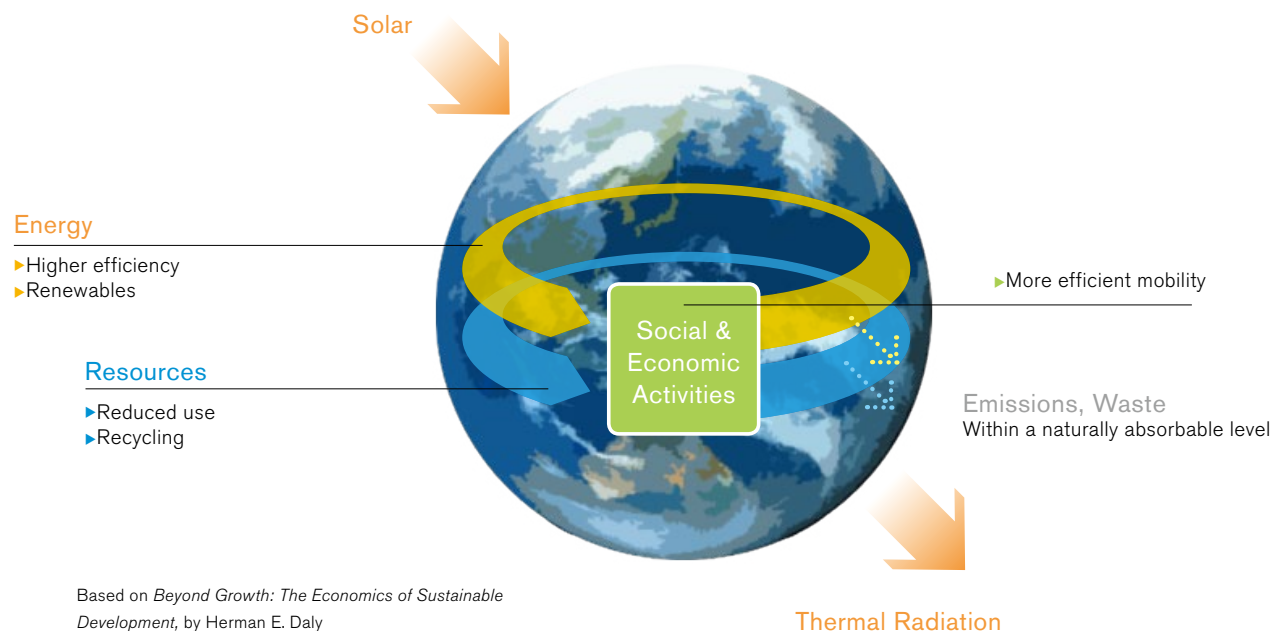 Solar
Energy
▶Higher efficiency
▶Renewables
▶More efficient mobility
Social &
Economic
Activities
Resources
▶Reduced use
▶Recycling
Emissions, Waste
Within a naturally absorbable level
Based on Beyond Growth: The Economics of Sustainable
Development, by Herman E. Daly
Thermal Radiation